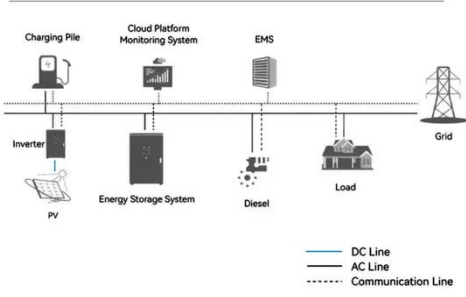 Charging Pile
Cloud Platform
Monitoring System
EMS
Grid
Inverter
PV
Energy Storage System
Diesel
Load
DC Line
AC Line
Communication Line